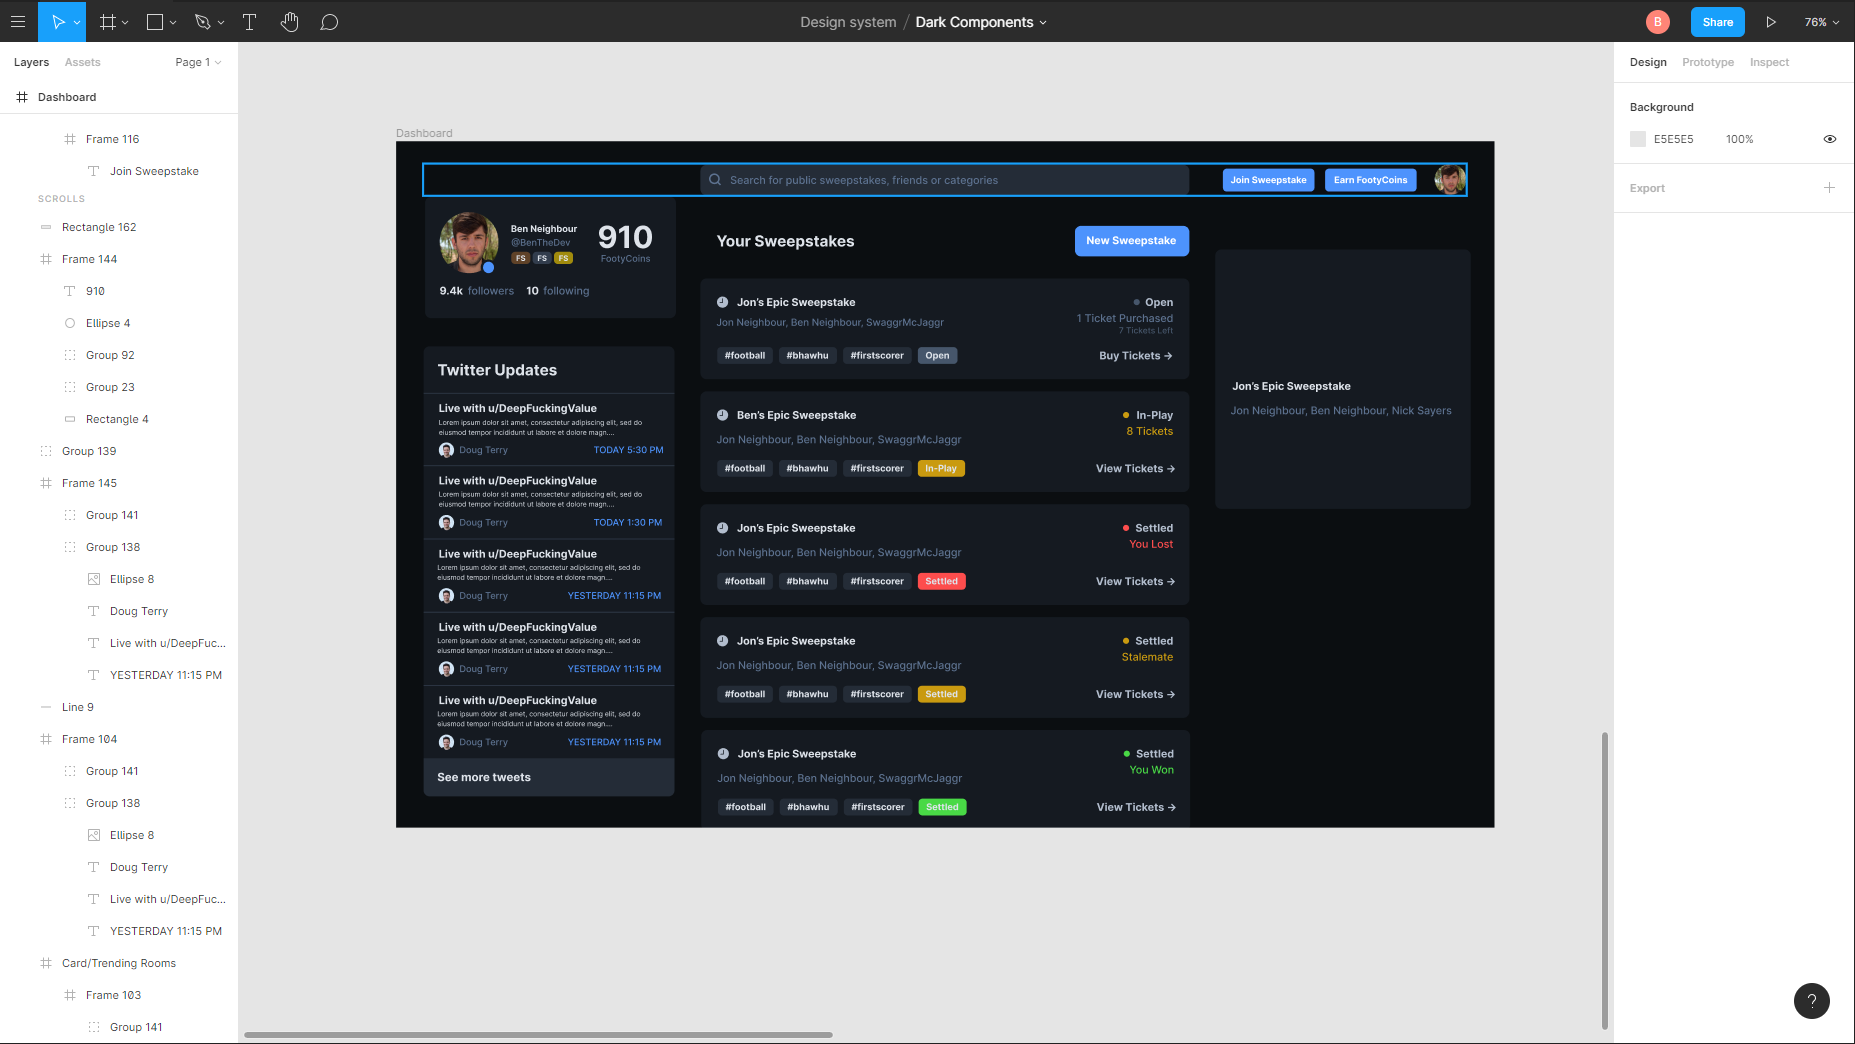 Design system / Dark Components
B
Share
76%
Layers
Assets
Page 1
Dashboard
Frame 116
Join Sweepstake
SCROLLS
Rectangle 162
Frame 144
910
Ellipse 4
Group 92
Group 23
Rectangle 4
Group 139
Frame 145
Group 141
Group 138
Ellipse 8
Doug Terry
Live with u/DeepFuc...
YESTERDAY 11:15 PM
Line 9
Frame 104
Group 141
Group 138
Ellipse 8
Doug Terry
Live with u/DeepFuc...
YESTERDAY 11:15 PM
Card/Trending Rooms
Frame 103
Group 141
Dashboard
Search for public sweepstakes, friends or categories
Join Sweepstake
Earn FootyCoins
Ben Neighbour
@BenTheDev
FS FS FS
910
FootyCoins
9.4k followers 10 following
Twitter Updates
Live with u/DeepFuckingValue
Lorem ipsum dolor sit amet, consectetur adipiscing elit, sed do
eiusmod tempor incididunt ut labore et dolore magn....
Doug Terry
TODAY 5:30 PM
Live with u/DeepFuckingValue
Lorem ipsum dolor sit amet, consectetur adipiscing elit, sed do
eiusmod tempor incididunt ut labore et dolore magn....
Doug Terry
TODAY 1:30 PM
Live with u/DeepFuckingValue
Lorem ipsum dolor sit amet, consectetur adipiscing elit, sed do
eiusmod tempor incididunt ut labore et dolore magn....
Doug Terry
YESTERDAY 11:15 PM
Live with u/DeepFuckingValue
Lorem ipsum dolor sit amet, consectetur adipiscing elit, sed do
eiusmod tempor incididunt ut labore et dolore magn....
Doug Terry
YESTERDAY 11:15 PM
Live with u/DeepFuckingValue
Lorem ipsum dolor sit amet, consectetur adipiscing elit, sed do
eiusmod tempor incididunt ut labore et dolore magn....
Doug Terry
YESTERDAY 11:15 PM
See more tweets
Your Sweepstakes
New Sweepstake
Jon's Epic Sweepstake
Open
Jon Neighbour, Ben Neighbour, SwaggrMcJaggr
1 Ticket Purchased
7 Tickets Left
#football #bhawhu #firstscorer Open
Buy Tickets →
Ben's Epic Sweepstake
In-Play
8 Tickets
Jon Neighbour, Ben Neighbour, SwaggrMcJaggr
#football #bhawhu #firstscorer In-Play
View Tickets →
Jon's Epic Sweepstake
Settled
You Lost
Jon Neighbour, Ben Neighbour, SwaggrMcJaggr
#football #bhawhu #firstscorer Settled
View Tickets →
Jon's Epic Sweepstake
Settled
Stalemate
Jon Neighbour, Ben Neighbour, SwaggrMcJaggr
#football #bhawhu #firstscorer Settled
View Tickets →
Jon's Epic Sweepstake
Settled
You Won
Jon Neighbour, Ben Neighbour, SwaggrMcJaggr
#football #bhawhu #firstscorer Settled
View Tickets →
Jon's Epic Sweepstake
Jon Neighbour, Ben Neighbour, Nick Sayers
Design
Prototype
Inspect
Background
E5E5E5
100%
Export
?